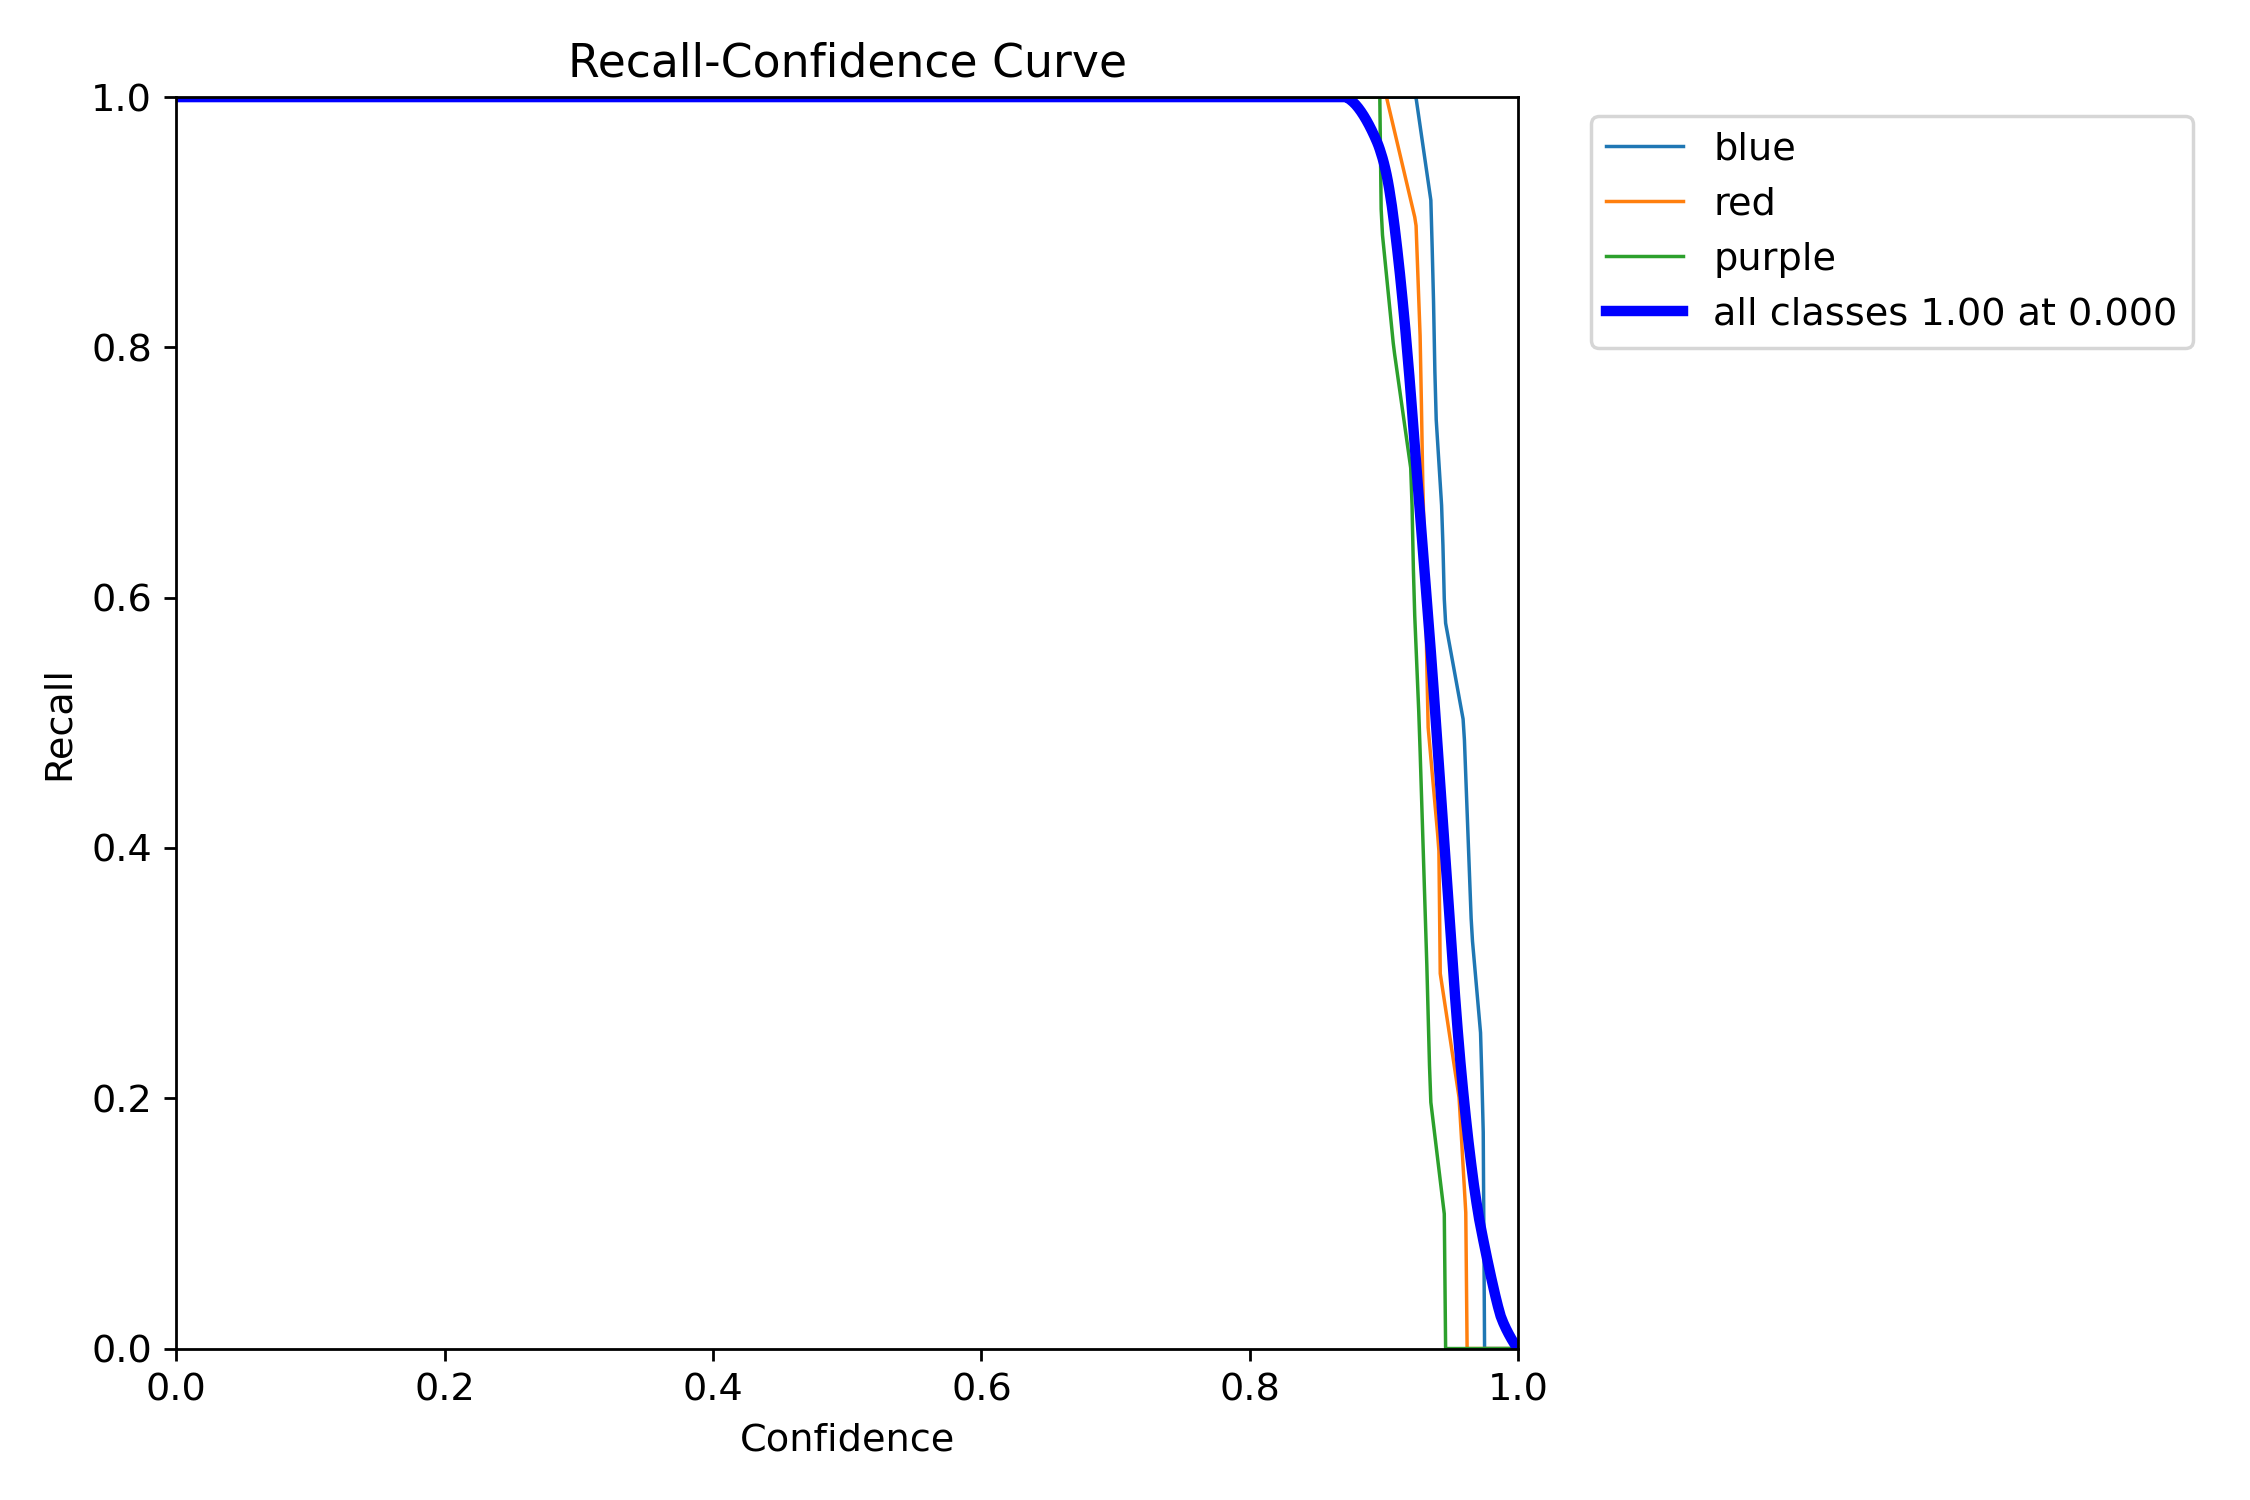 Recall-Confidence Curve
1.0
0.8
0.6
0.4
0.2
0.0
Recall
0.0 0.2 0.4 0.6 0.8 1.0
Confidence
blue
red
purple
all classes 1.00 at 0.000